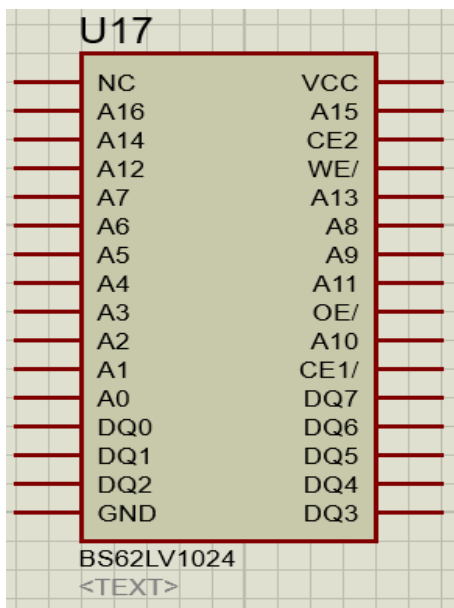 U17
NC VCC
A16 A15
A14 CE2
A12 WE/
A7 A13
A6 A8
A5 A9
A4 A11
A3 OE/
A2 A10
A1 CE1/
A0 DQ7
DQ0 DQ6
DQ1 DQ5
DQ2 DQ4
GND DQ3
BS62LV1024
<TEXT>